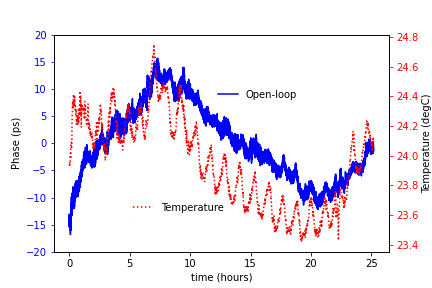 20
15
10
5
0
−5
−10
−15
−20
Phase (ps)
24.8
24.6
24.4
24.2
24.0
23.8
23.6
23.4
Temperature (degC)
Open-loop
Temperature
0 5 10 15 20 25
time (hours)